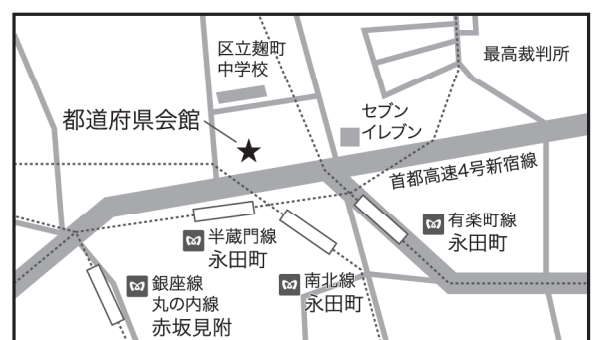 区立麹町
中学校
最高裁判所
都道府県会館
セブン
イレブン
首都高速4号新宿線
半蔵門線
永田町
有楽町線
永田町
銀座線
丸の内線
赤坂見附
南北線
永田町